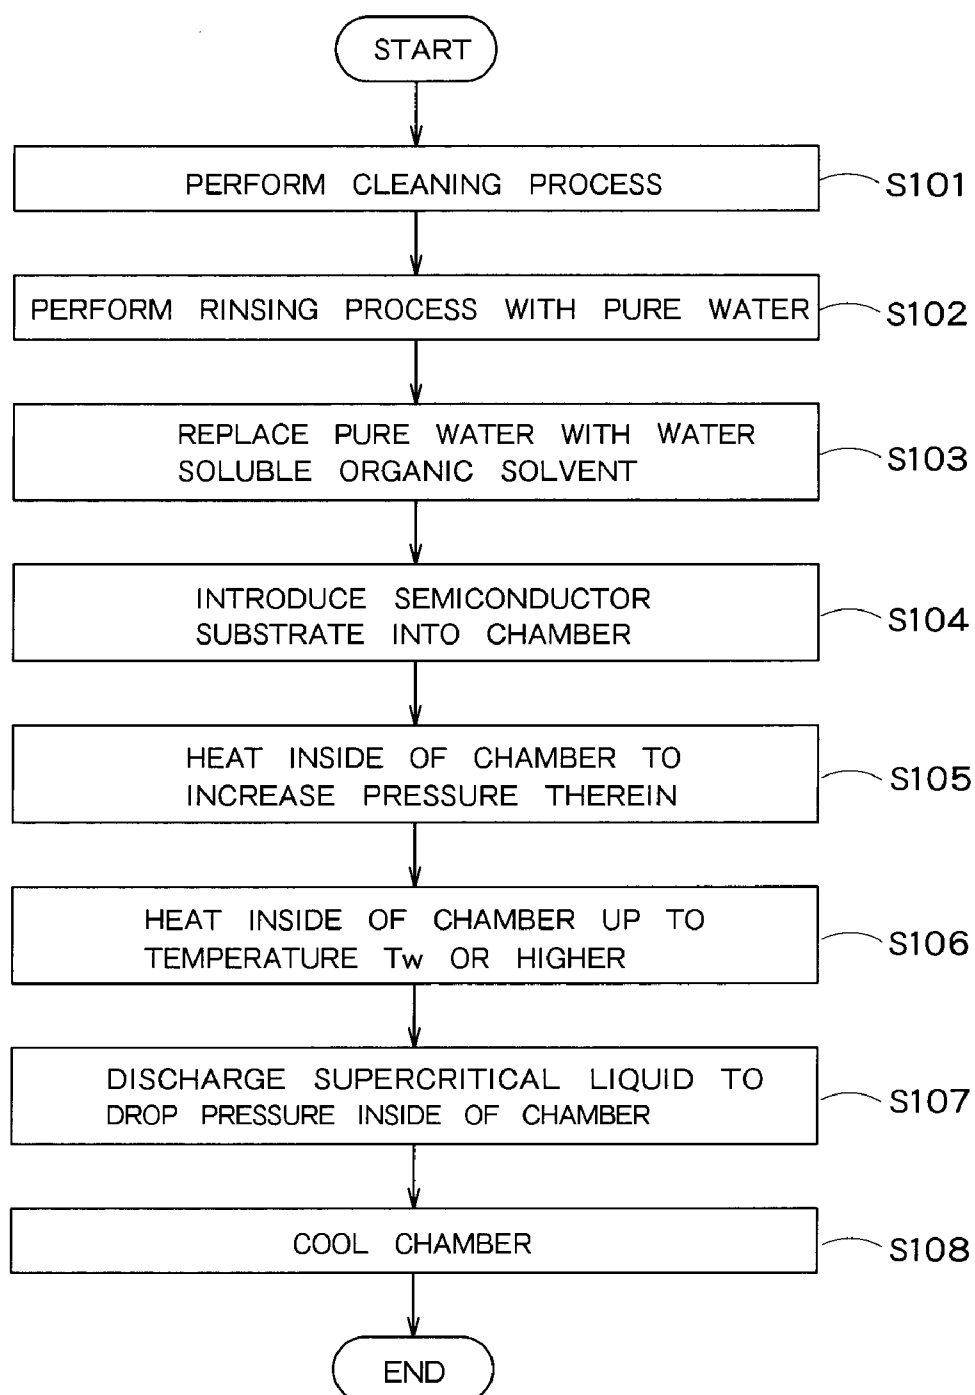 START
PERFORM CLEANING PROCESS
S101
PERFORM RINSING PROCESS WITH PURE WATER
S102
REPLACE PURE WATER WITH WATER
SOLUBLE ORGANIC SOLVENT
S103
INTRODUCE SEMICONDUCTOR
SUBSTRATE INTO CHAMBER
S104
HEAT INSIDE OF CHAMBER TO
INCREASE PRESSURE THEREIN
S105
HEAT INSIDE OF CHAMBER UP TO
TEMPERATURE Tw OR HIGHER
S106
DISCHARGE SUPERCRITICAL LIQUID TO
DROP PRESSURE INSIDE OF CHAMBER
S107
COOL CHAMBER
S108
END